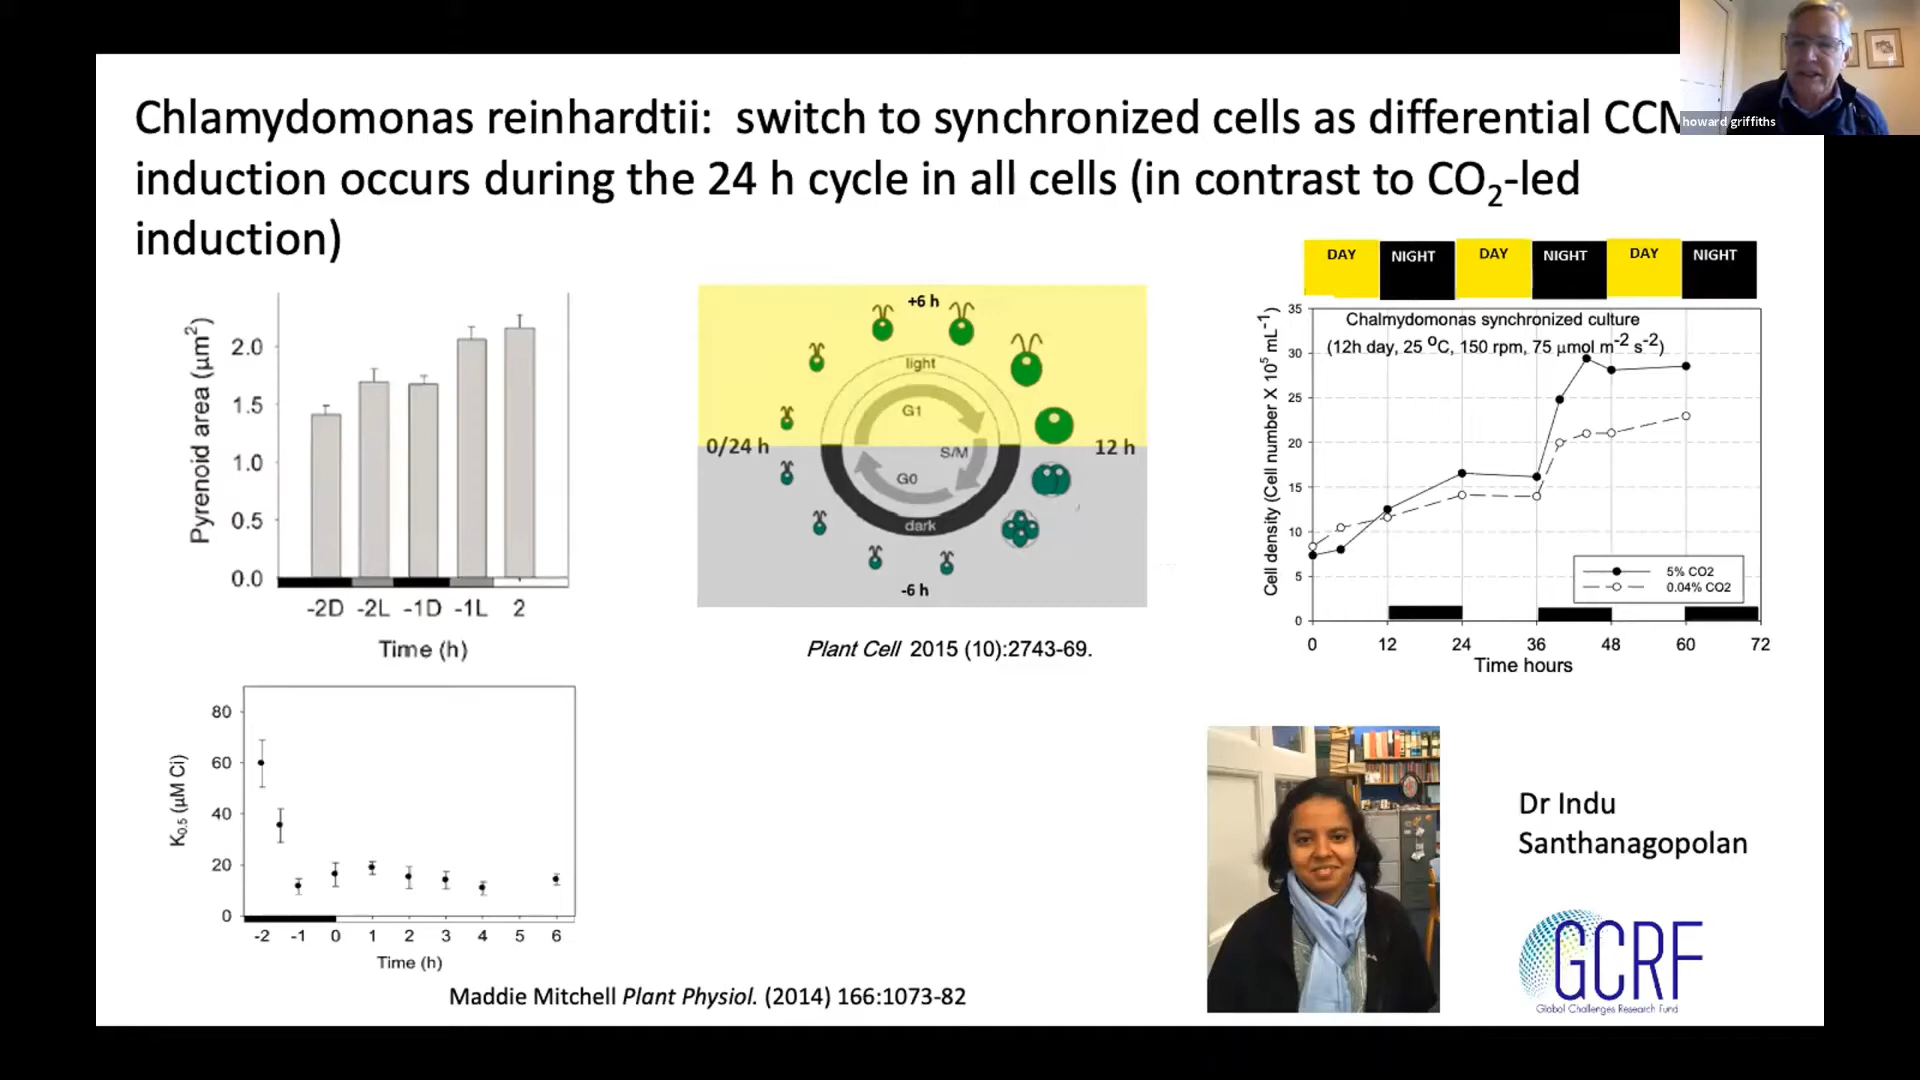 howard griffiths
Chlamydomonas reinhardtii: switch to synchronized cells as differential CCM
induction occurs during the 24 h cycle in all cells (in contrast to CO₂-led
induction)
Pyrenoid area (µm²)
2.0
1.5
1.0
0.5
0.0
-2D -2L -1D -1L 2
Time (h)
+6 h
light
G1
0/24 h
S/M
12 h
G0
dark
-6 h
Plant Cell 2015 (10):2743-69.
DAY NIGHT DAY NIGHT DAY NIGHT
Chalmydomonas synchronized culture
(12h day, 25 ºC, 150 rpm, 75 µmol m⁻² s⁻²)
Cell density (Cell number X 10⁵ mL⁻¹)
35
30
25
20
15
10
5
0
5% CO2
0.04% CO2
0 12 24 36 48 60 72
Time hours
K₀.₅ (µM Ci)
80
60
40
20
0
-2 -1 0 1 2 3 4 5 6
Time (h)
Maddie Mitchell Plant Physiol. (2014) 166:1073-82
Dr Indu
Santhanagopolan
GCRF
Global Challenges Research Fund